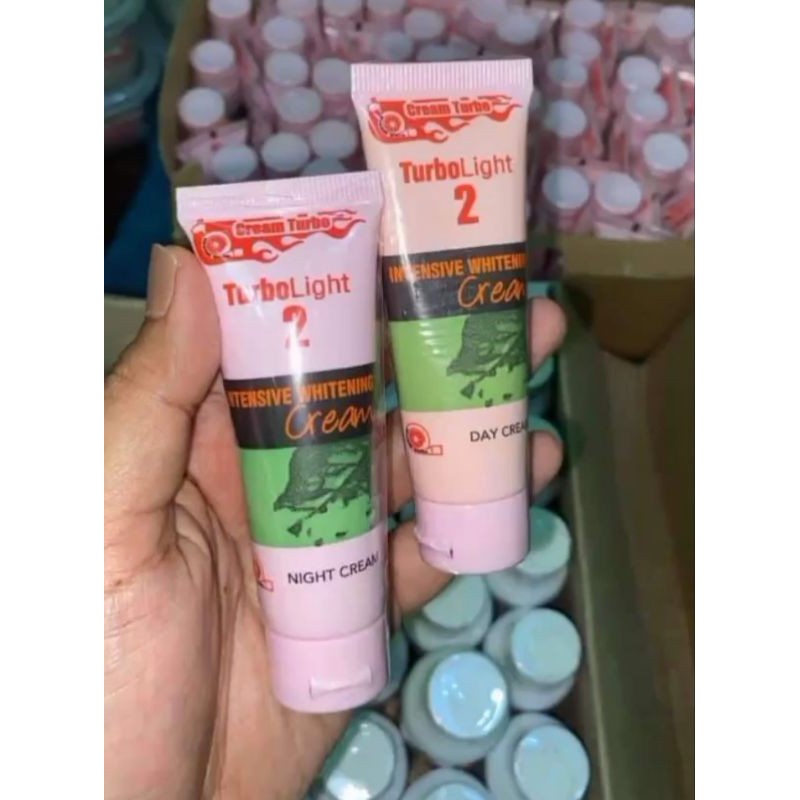 Cream Turbo
TurboLight
2
INTENSIVE WHITENING
Cream
NIGHT CREAM
Cream Turbo
TurboLight
2
INTENSIVE WHITENIN
Cream
DAY CREA